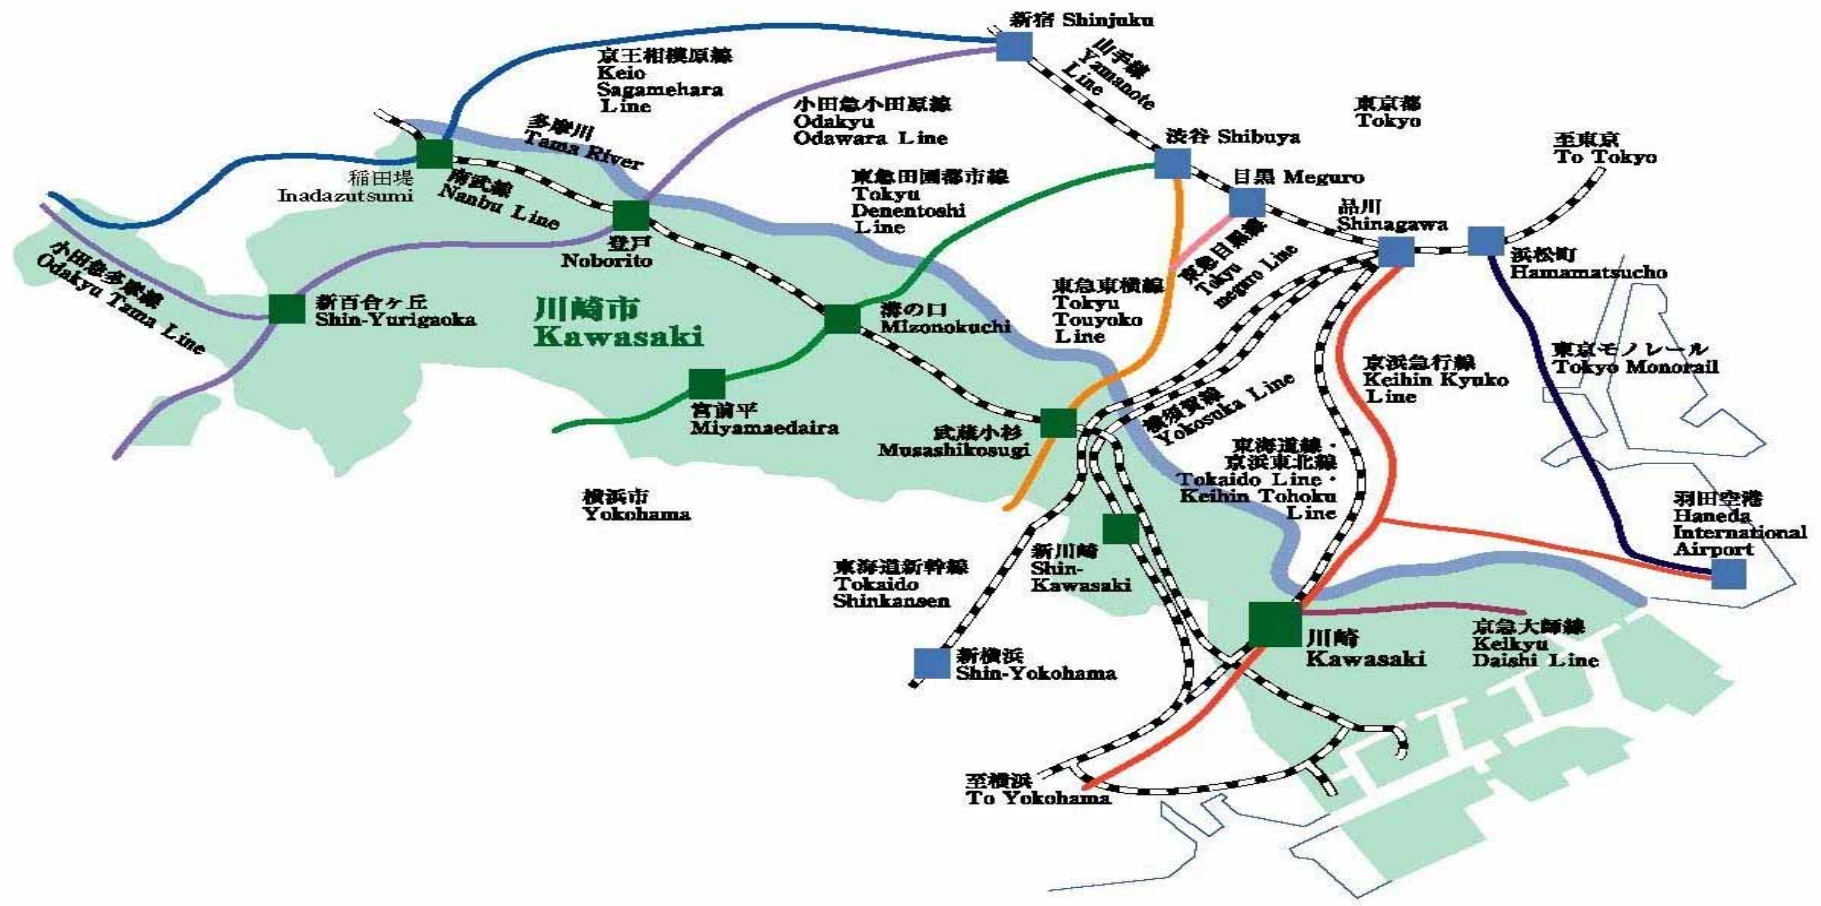 新宿 Shinjuku
山手線
Yamanote
Line
京王相模原線
Keio
Sagamehara
Line
小田急小田原線
Odakyu
Odawara Line
東京都
Tokyo
多摩川
Tama River
渋谷 Shibuya
至東京
To Tokyo
稲田堤
Inadazutsumi
南武線
Nanbu Line
東急田園都市線
Tokyu
Denentoshi
Line
目黒 Meguro
品川
Shinagawa
登戸
Noborito
東急目黒線
Tokyu
meguro Line
浜松町
Hamamatsucho
小田急多摩線
Odakyu Tama Line
新百合ヶ丘
Shin-Yurigaoka
川崎市
Kawasaki
溝の口
Mizonokuchi
東急東横線
Tokyu
Touyoko
Line
京浜急行線
Keihin Kyuko
Line
東京モノレール
Tokyo Monorail
宮前平
Miyamaedaira
武蔵小杉
Musashikosugi
横須賀線
Yokosuka Line
東海道線・
京浜東北線
Tokaido Line・
Keihin Tohoku
Line
横浜市
Yokohama
羽田空港
Haneda
International
Airport
東海道新幹線
Tokaido
Shinkansen
新川崎
Shin-
Kawasaki
川崎
Kawasaki
京急大師線
Keikyu
Daishi Line
新横浜
Shin-Yokohama
至横浜
To Yokohama